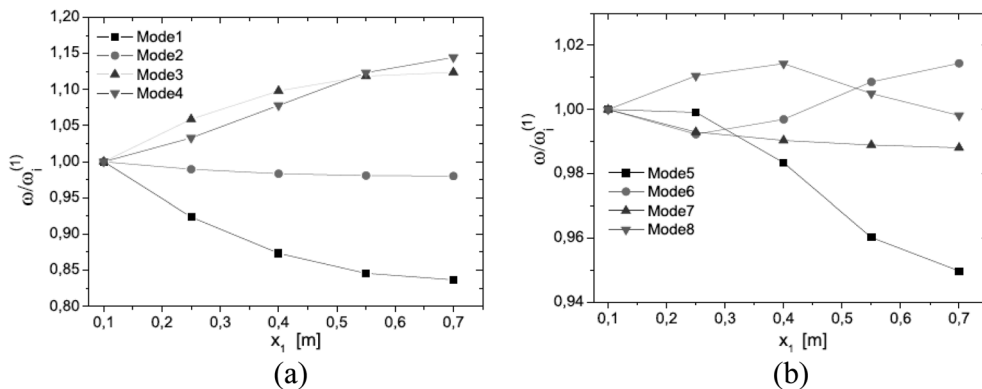 1,20
1,15
1,10
1,05
1,00
0,95
0,90
0,85
0,80
ω/ω_i^(1)
Mode1
Mode2
Mode3
Mode4
0,1 0,2 0,3 0,4 0,5 0,6 0,7
x_1 [m]
(a)
1,02
1,00
0,98
0,96
0,94
ω/ω_i^(1)
Mode5
Mode6
Mode7
Mode8
0,1 0,2 0,3 0,4 0,5 0,6 0,7
x_1 [m]
(b)